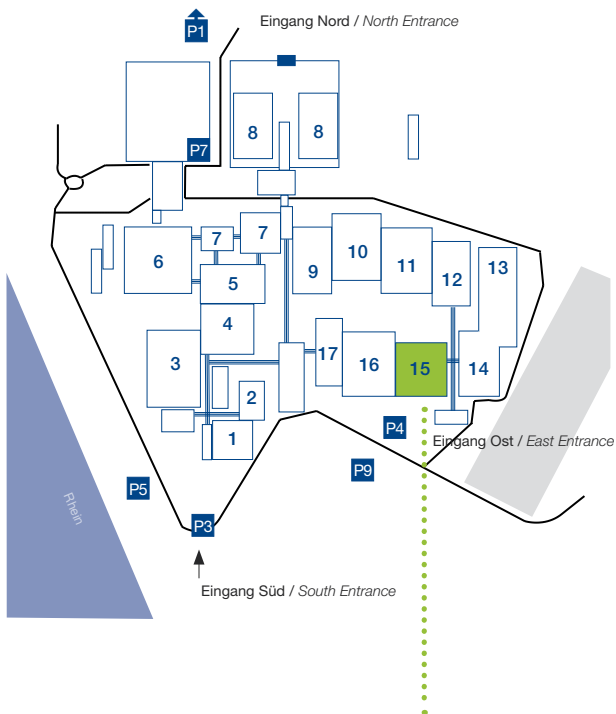 P1
Eingang Nord / North Entrance
8
8
P7
7
7
6
5
9
10
11
12
13
4
3
17
16
15
14
2
1
P4
Eingang Ost / East Entrance
P9
P5
Rhein
P3
Eingang Süd / South Entrance